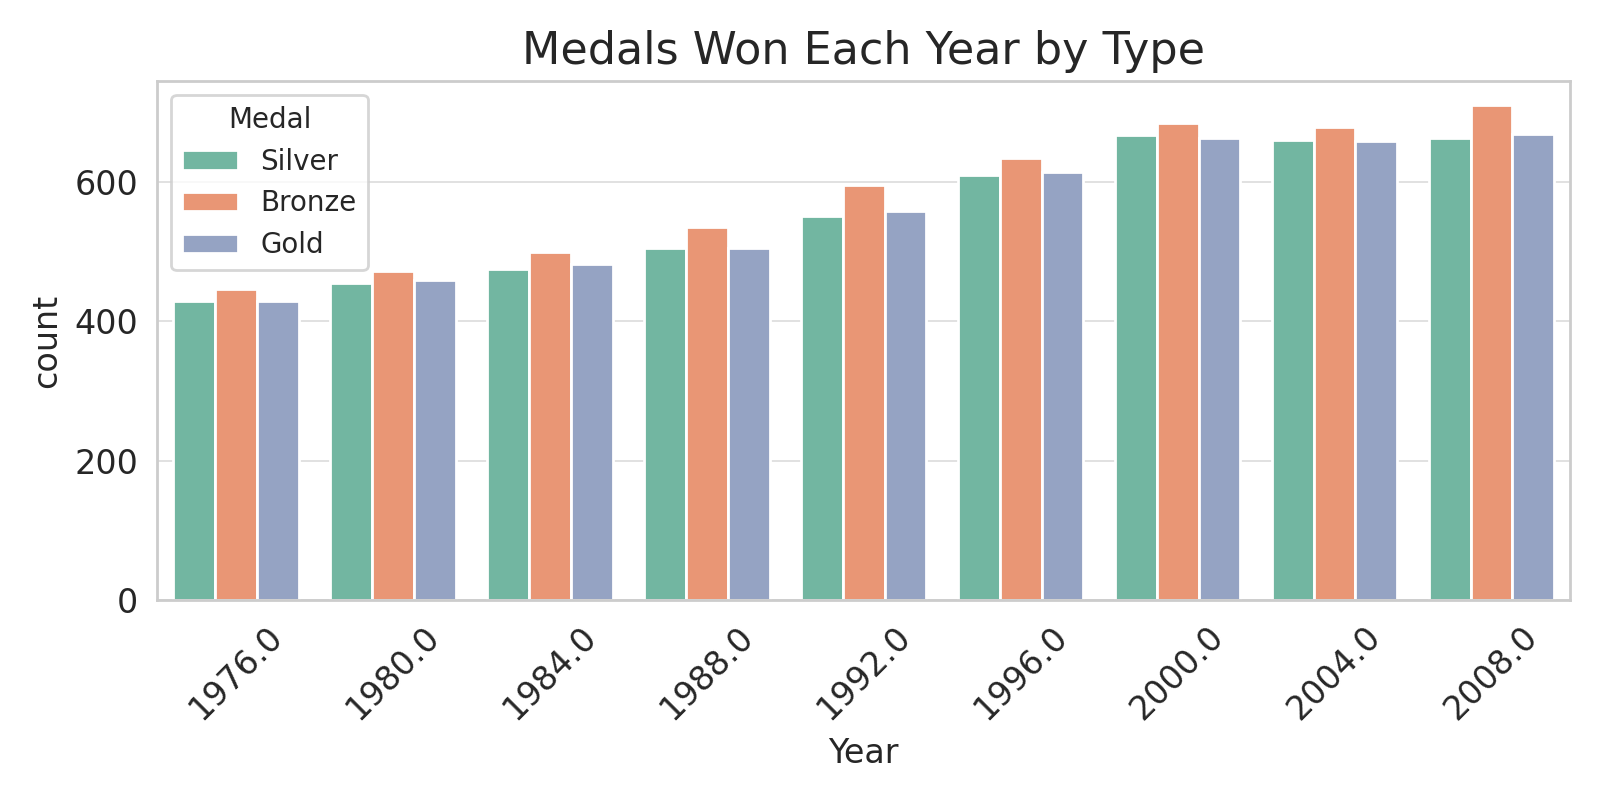 Medals Won Each Year by Type
Medal
Silver
Bronze
Gold
600
400
200
0
count
1976.0
1980.0
1984.0
1988.0
1992.0
1996.0
2000.0
2004.0
2008.0
Year